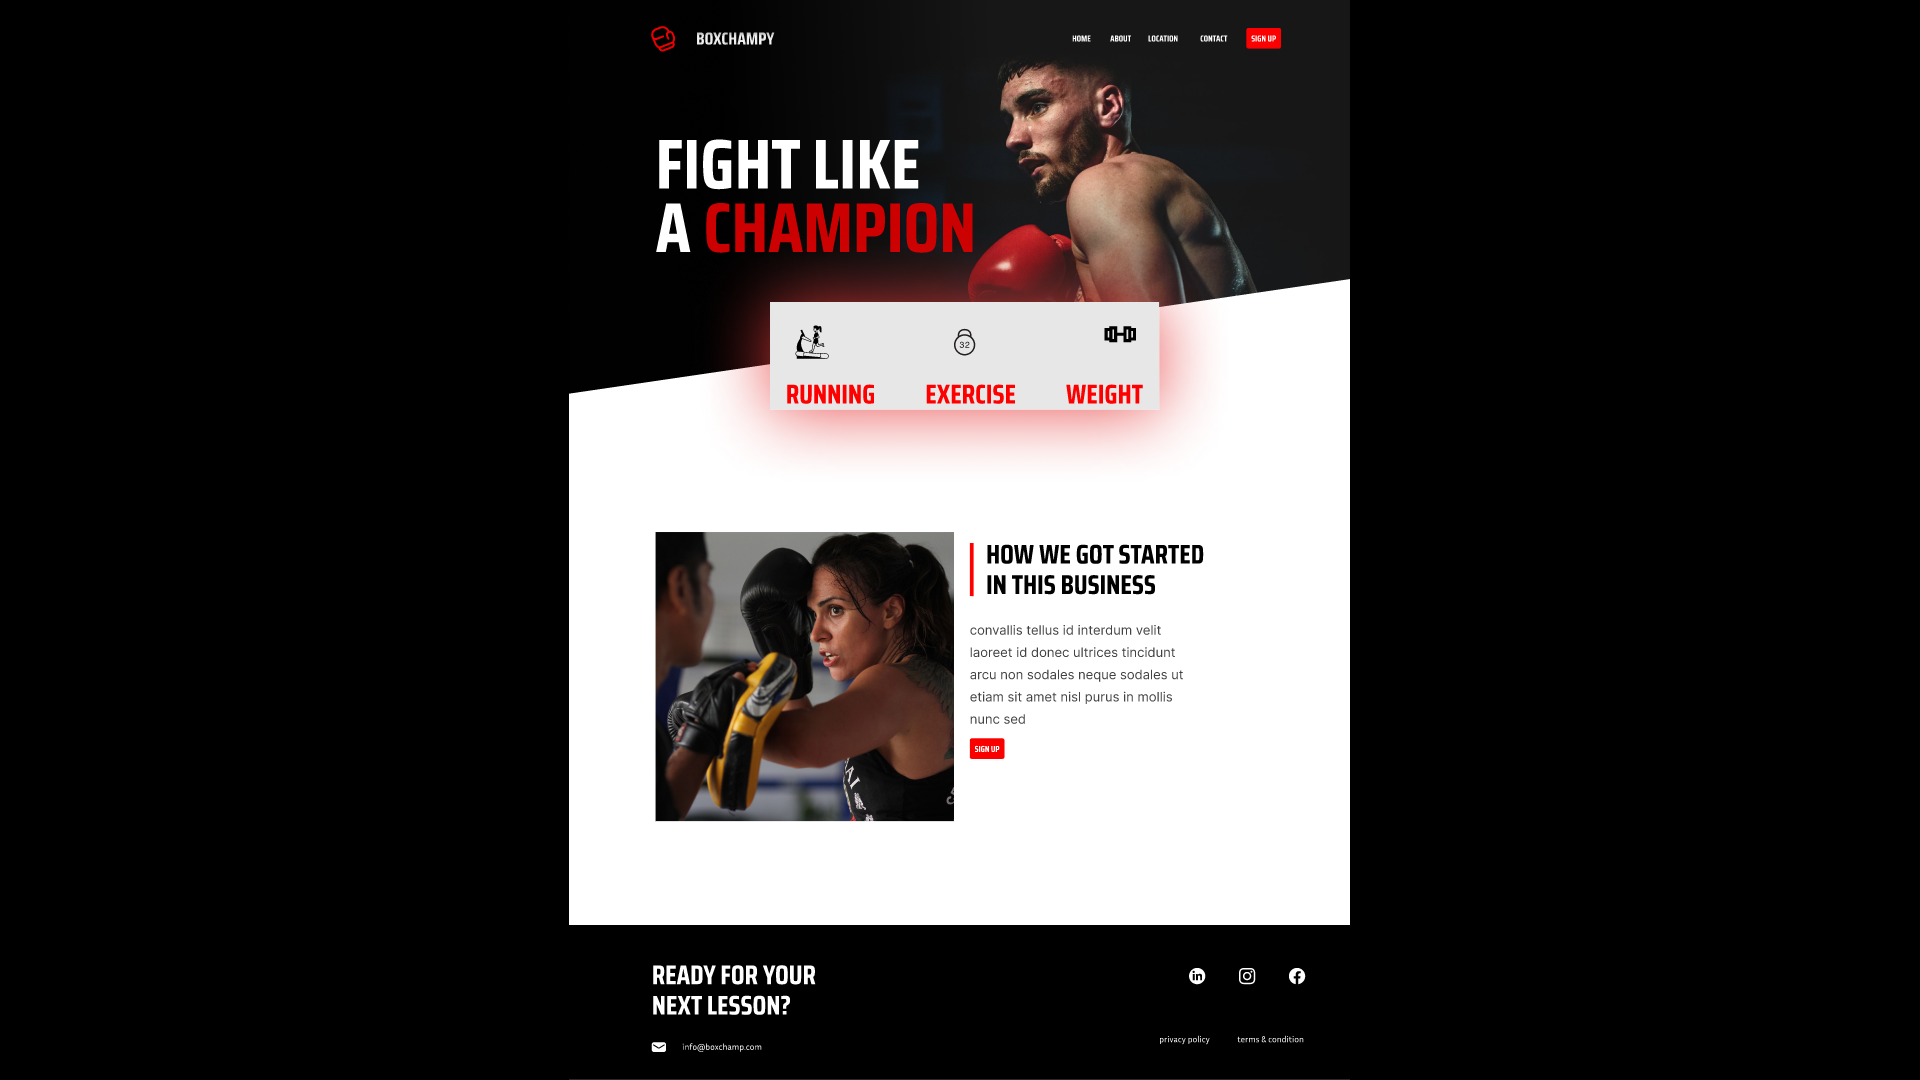 BOXCHAMPY
HOME ABOUT LOCATION CONTACT SIGN UP
FIGHT LIKE
A CHAMPION
32
RUNNING EXERCISE WEIGHT
HOW WE GOT STARTED
IN THIS BUSINESS
convallis tellus id interdum velit
laoreet id donec ultrices tincidunt
arcu non sodales neque sodales ut
etiam sit amet nisl purus in mollis
nunc sed
SIGN UP
READY FOR YOUR
NEXT LESSON?
in
info@boxchamp.com
privacy policy terms & condition